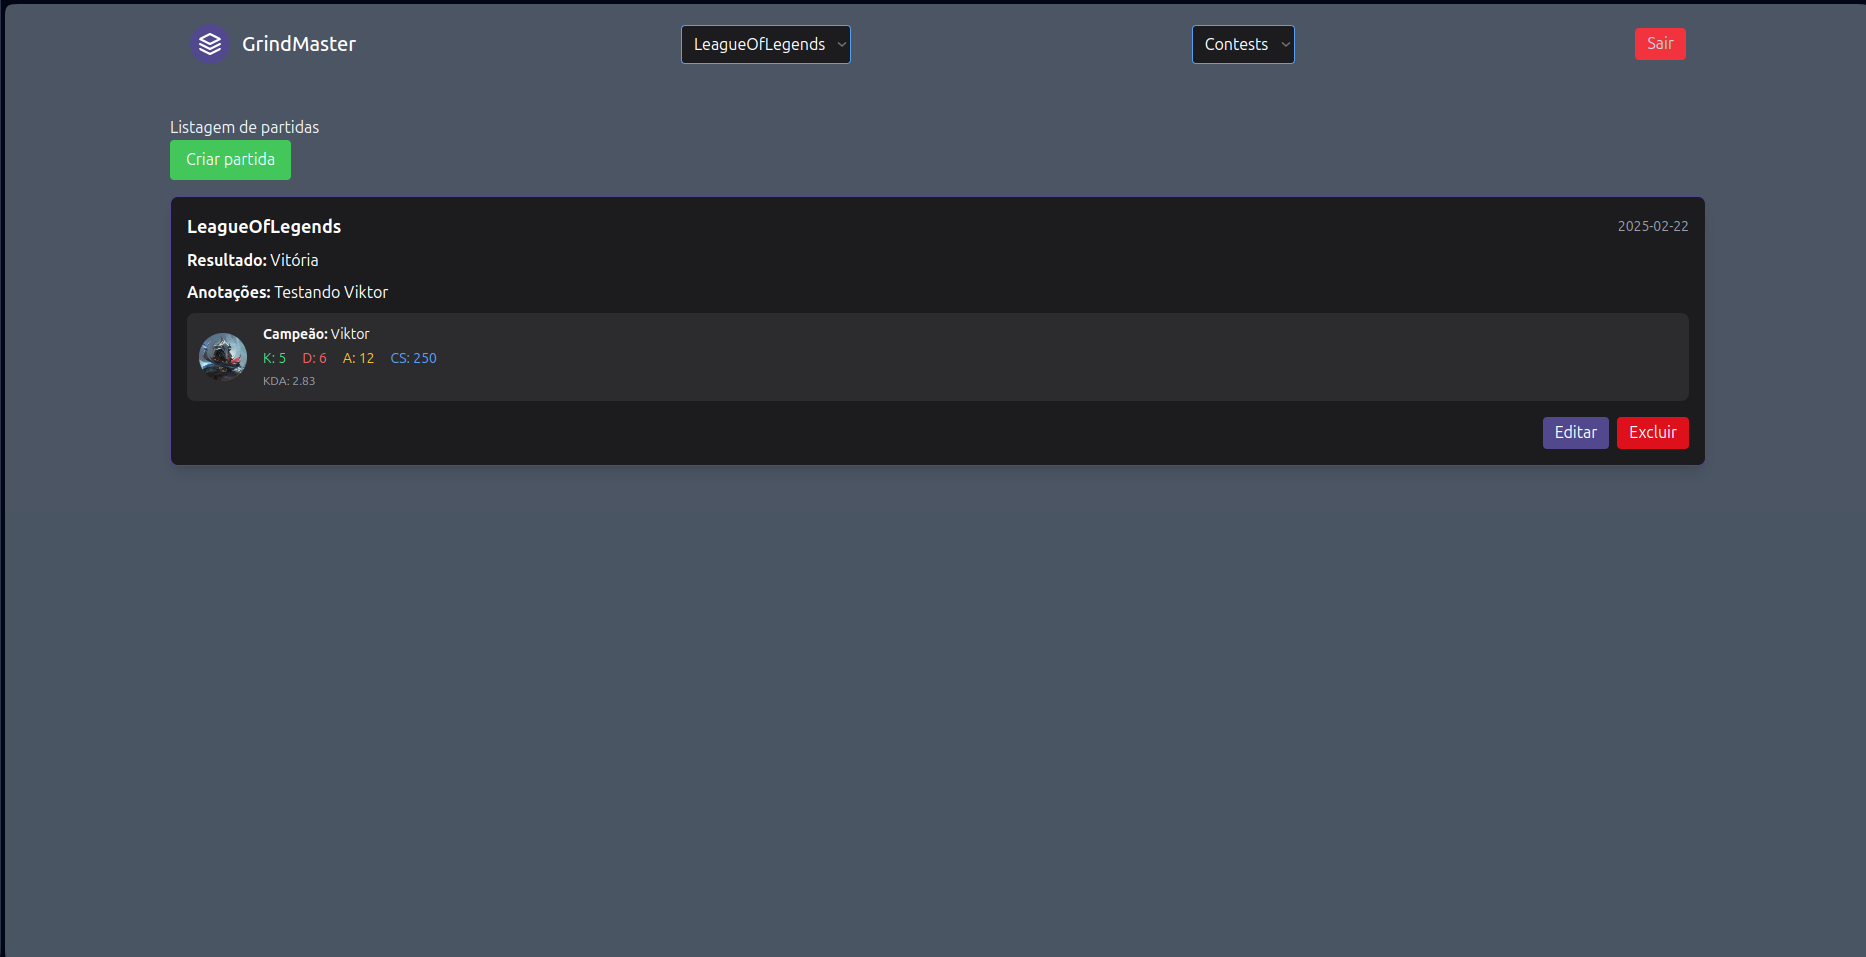 GrindMaster
LeagueOfLegends
Contests
Sair
Listagem de partidas
Criar partida
LeagueOfLegends
2025-02-22
Resultado: Vitória
Anotações: Testando Viktor
Campeão: Viktor
K: 5 D: 6 A: 12 CS: 250
KDA: 2.83
Editar
Excluir